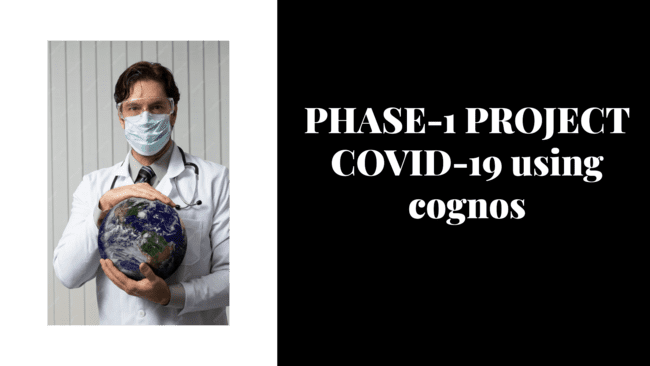 PHASE-1 PROJECT
COVID-19 using
cognos